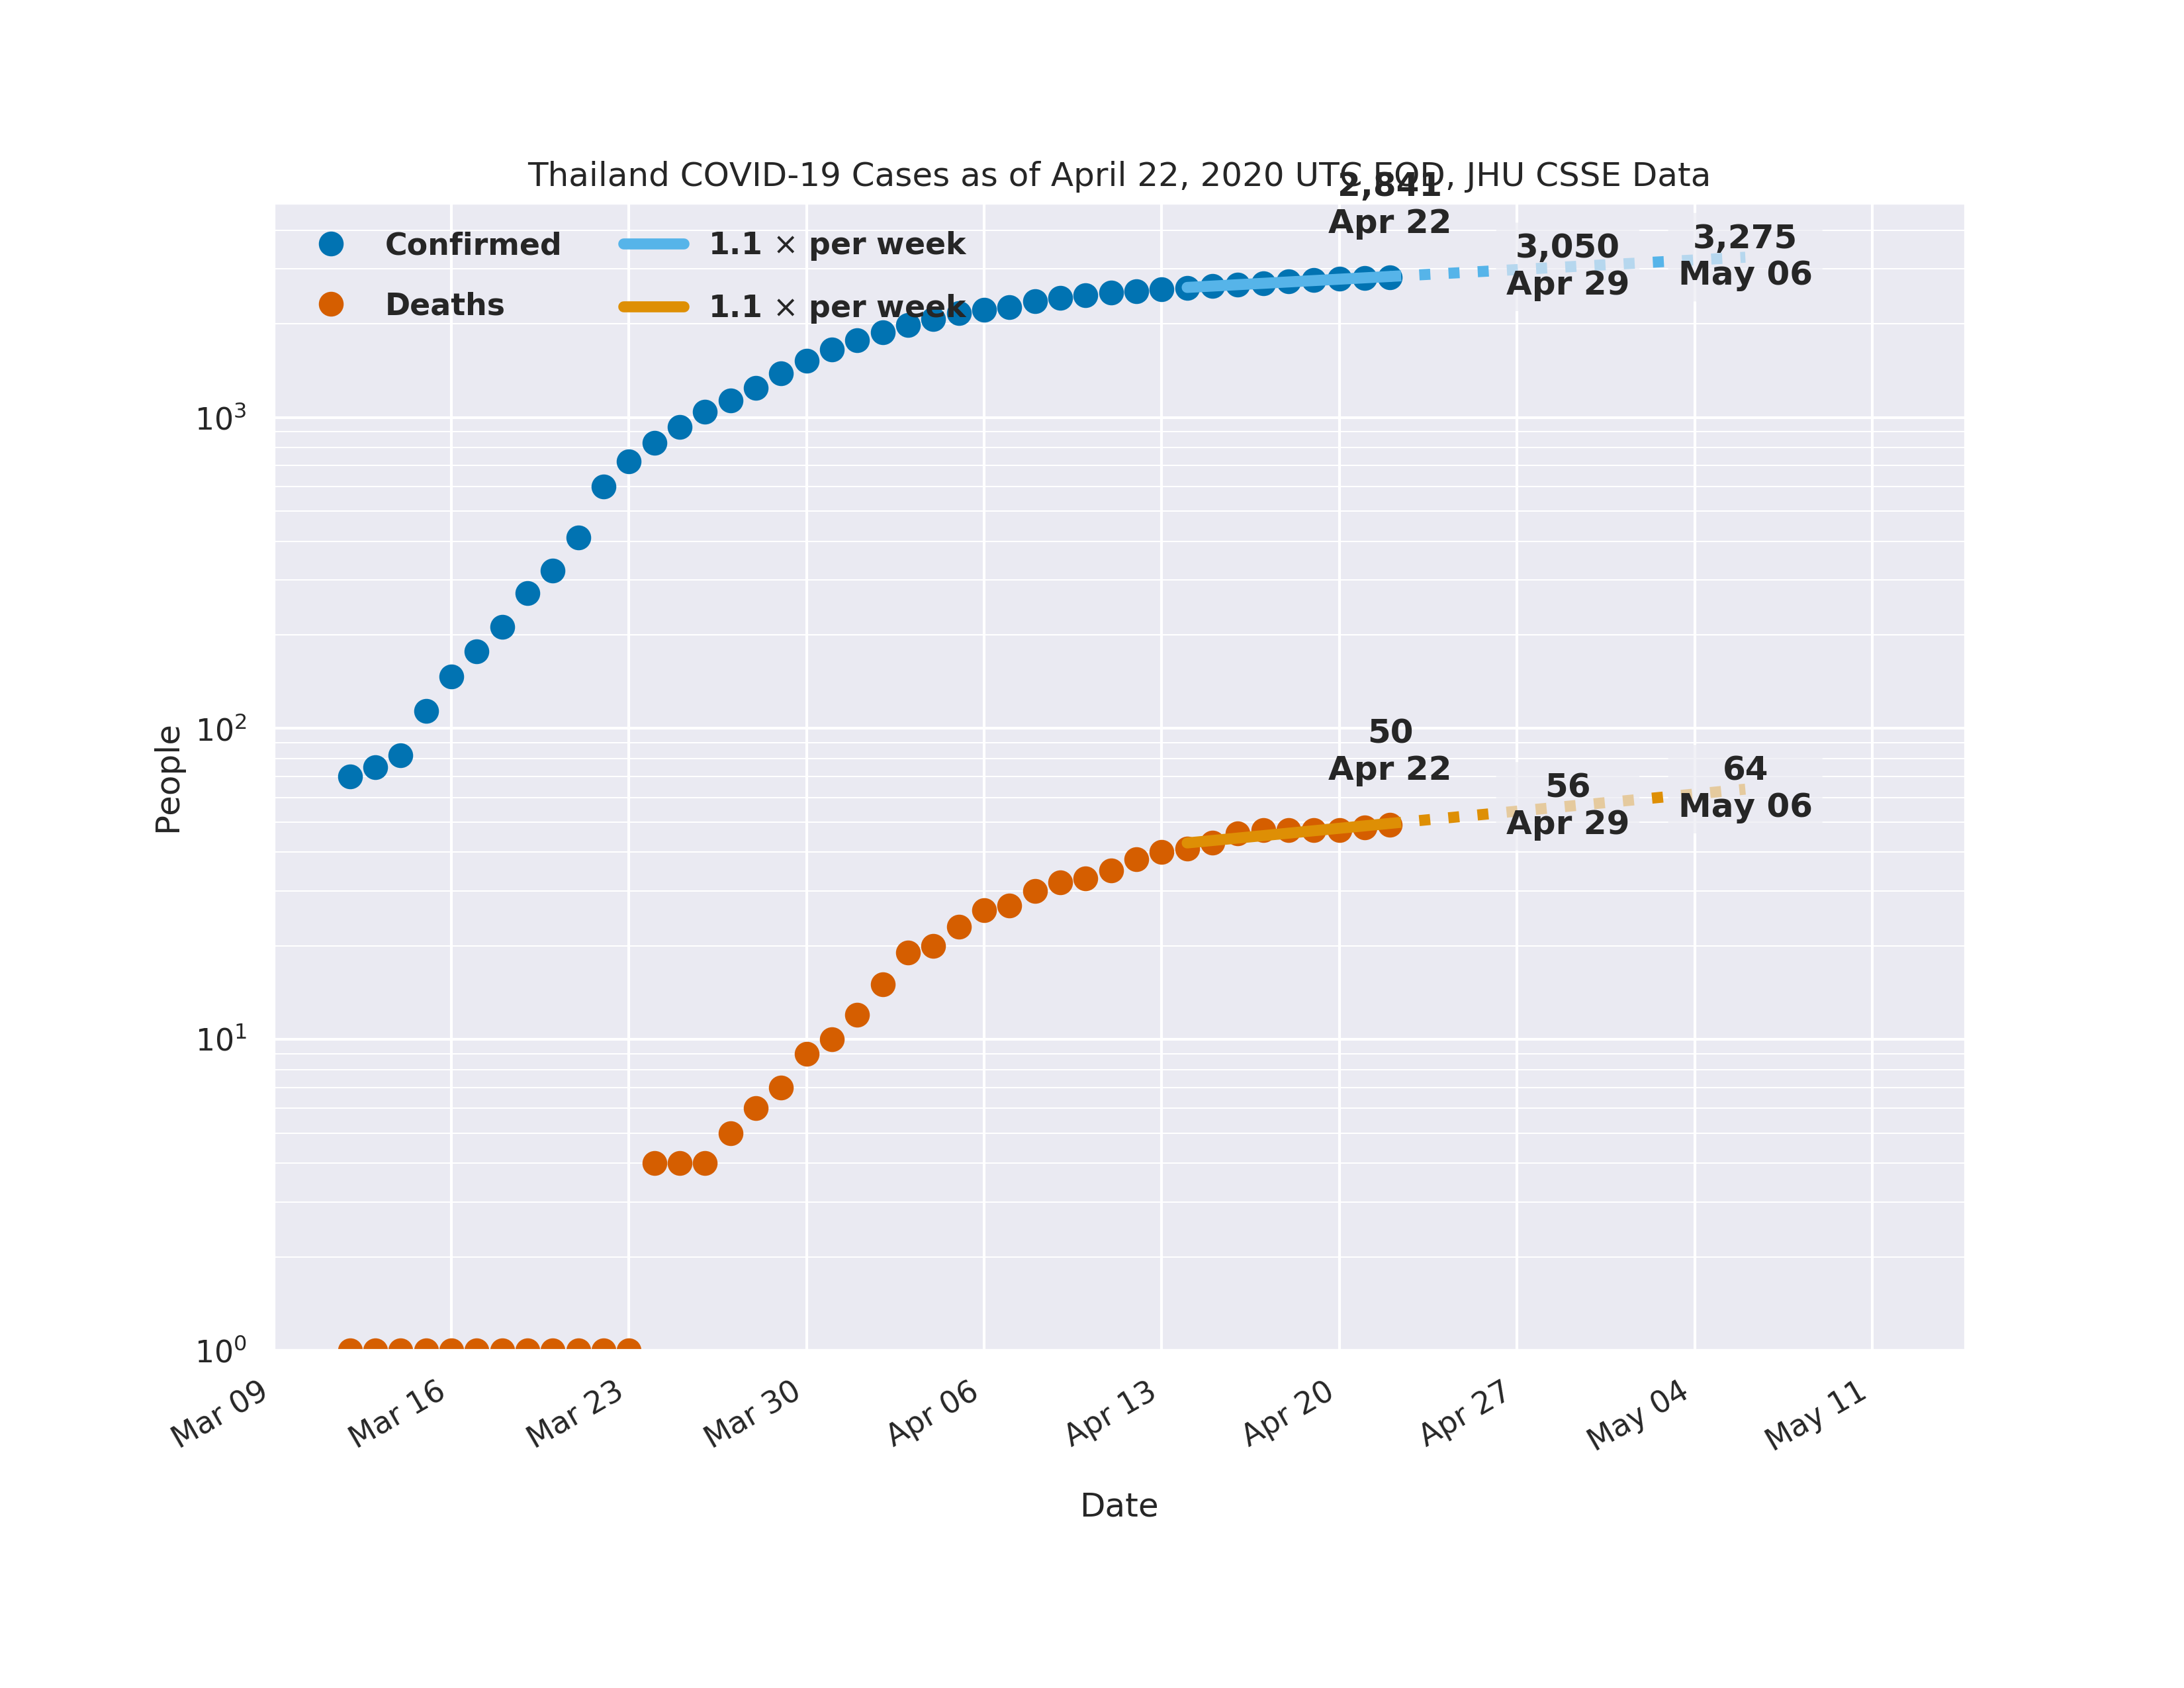 Thailand COVID-19 Cases as of April 22, 2020 UTC EOD, JHU CSSE Data
2,841
Apr 22
3,050
Apr 29
3,275
May 06
Confirmed
Deaths
1.1 × per week
1.1 × per week
50
Apr 22
56
Apr 29
64
May 06
People
10³
10²
10¹
10⁰
Mar 09
Mar 16
Mar 23
Mar 30
Apr 06
Apr 13
Apr 20
Apr 27
May 04
May 11
Date